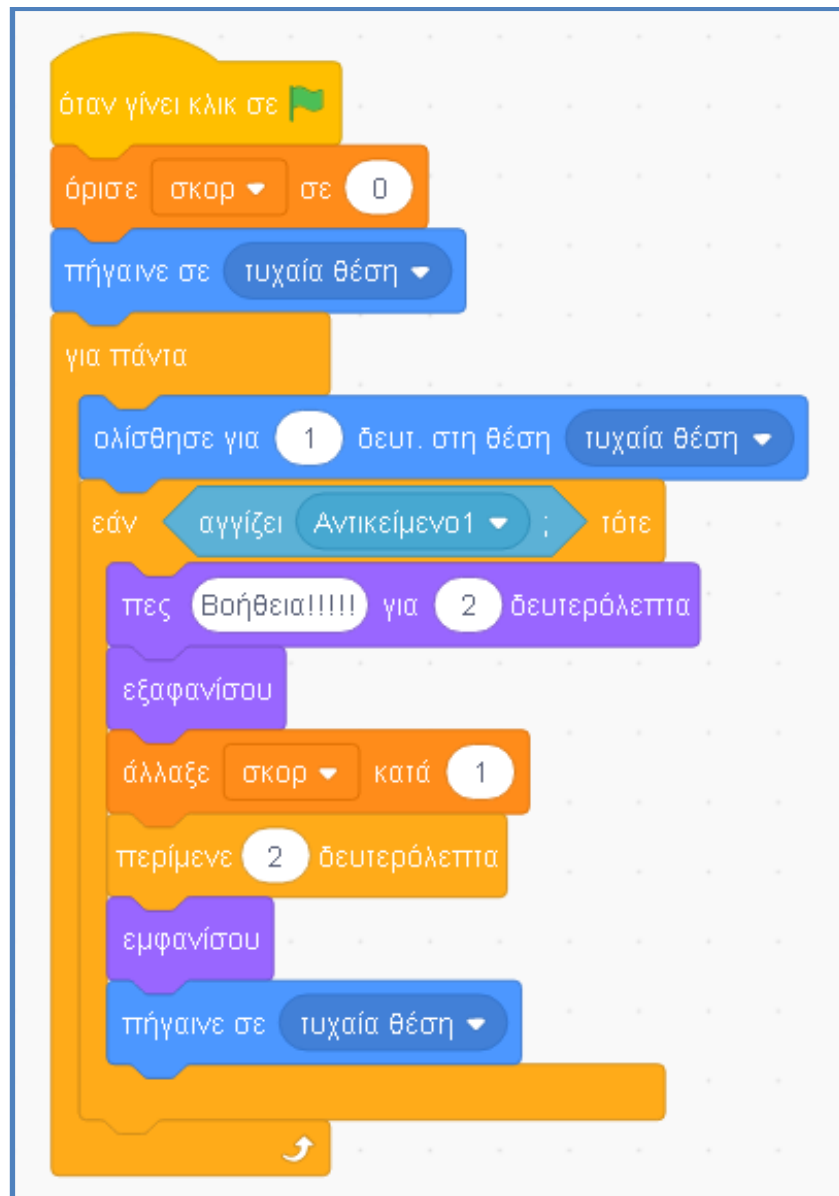 όταν γίνει κλικ σε
όρισε σκορ σε 0
πήγαινε σε τυχαία θέση
για πάντα
ολίσθησε για 1 δευτ. στη θέση τυχαία θέση
εάν αγγίζει Αντικείμενο1 ; τότε
πες Βοήθεια!!!!! για 2 δευτερόλεπτα
εξαφανίσου
άλλαξε σκορ κατά 1
περίμενε 2 δευτερόλεπτα
εμφανίσου
πήγαινε σε τυχαία θέση